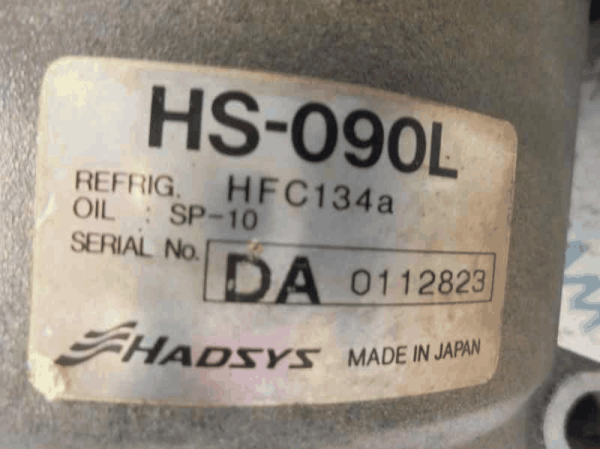 HS-090L
REFRIG. HFC134a
OIL : SP-10
SERIAL No. DA 0112823
HADSYS MADE IN JAPAN